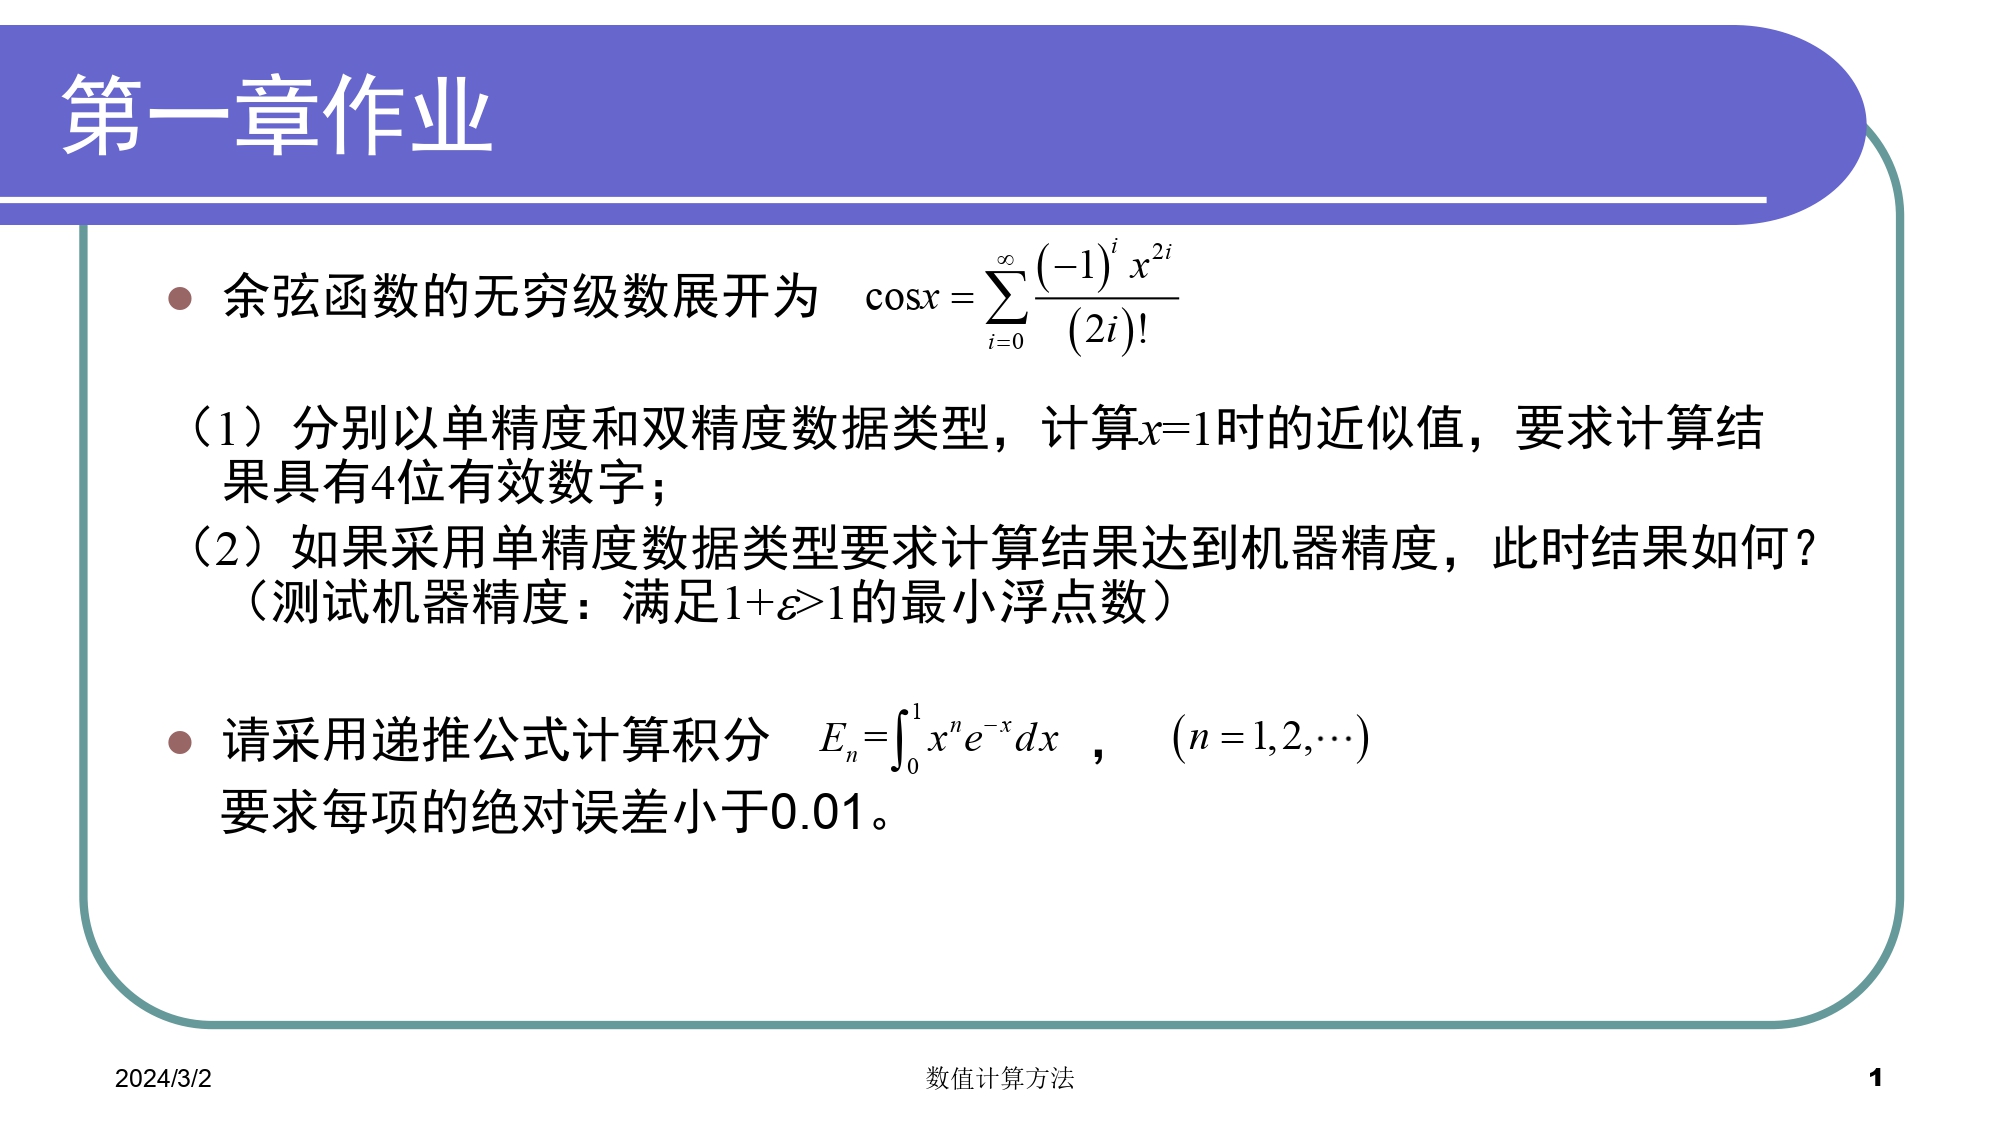 第一章作业
余弦函数的无穷级数展开为 $\cos x = \sum_{i=0}^{\infty} \frac{(-1)^i x^{2i}}{(2i)!}$
（1）分别以单精度和双精度数据类型，计算x=1时的近似值，要求计算结
果具有4位有效数字；
（2）如果采用单精度数据类型要求计算结果达到机器精度，此时结果如何？
（测试机器精度：满足1+ε>1的最小浮点数）
请采用递推公式计算积分 $E_n = \int_0^1 x^n e^{-x} dx$ ， $(n = 1, 2, \cdots)$
要求每项的绝对误差小于0.01。
2024/3/2
数值计算方法
1